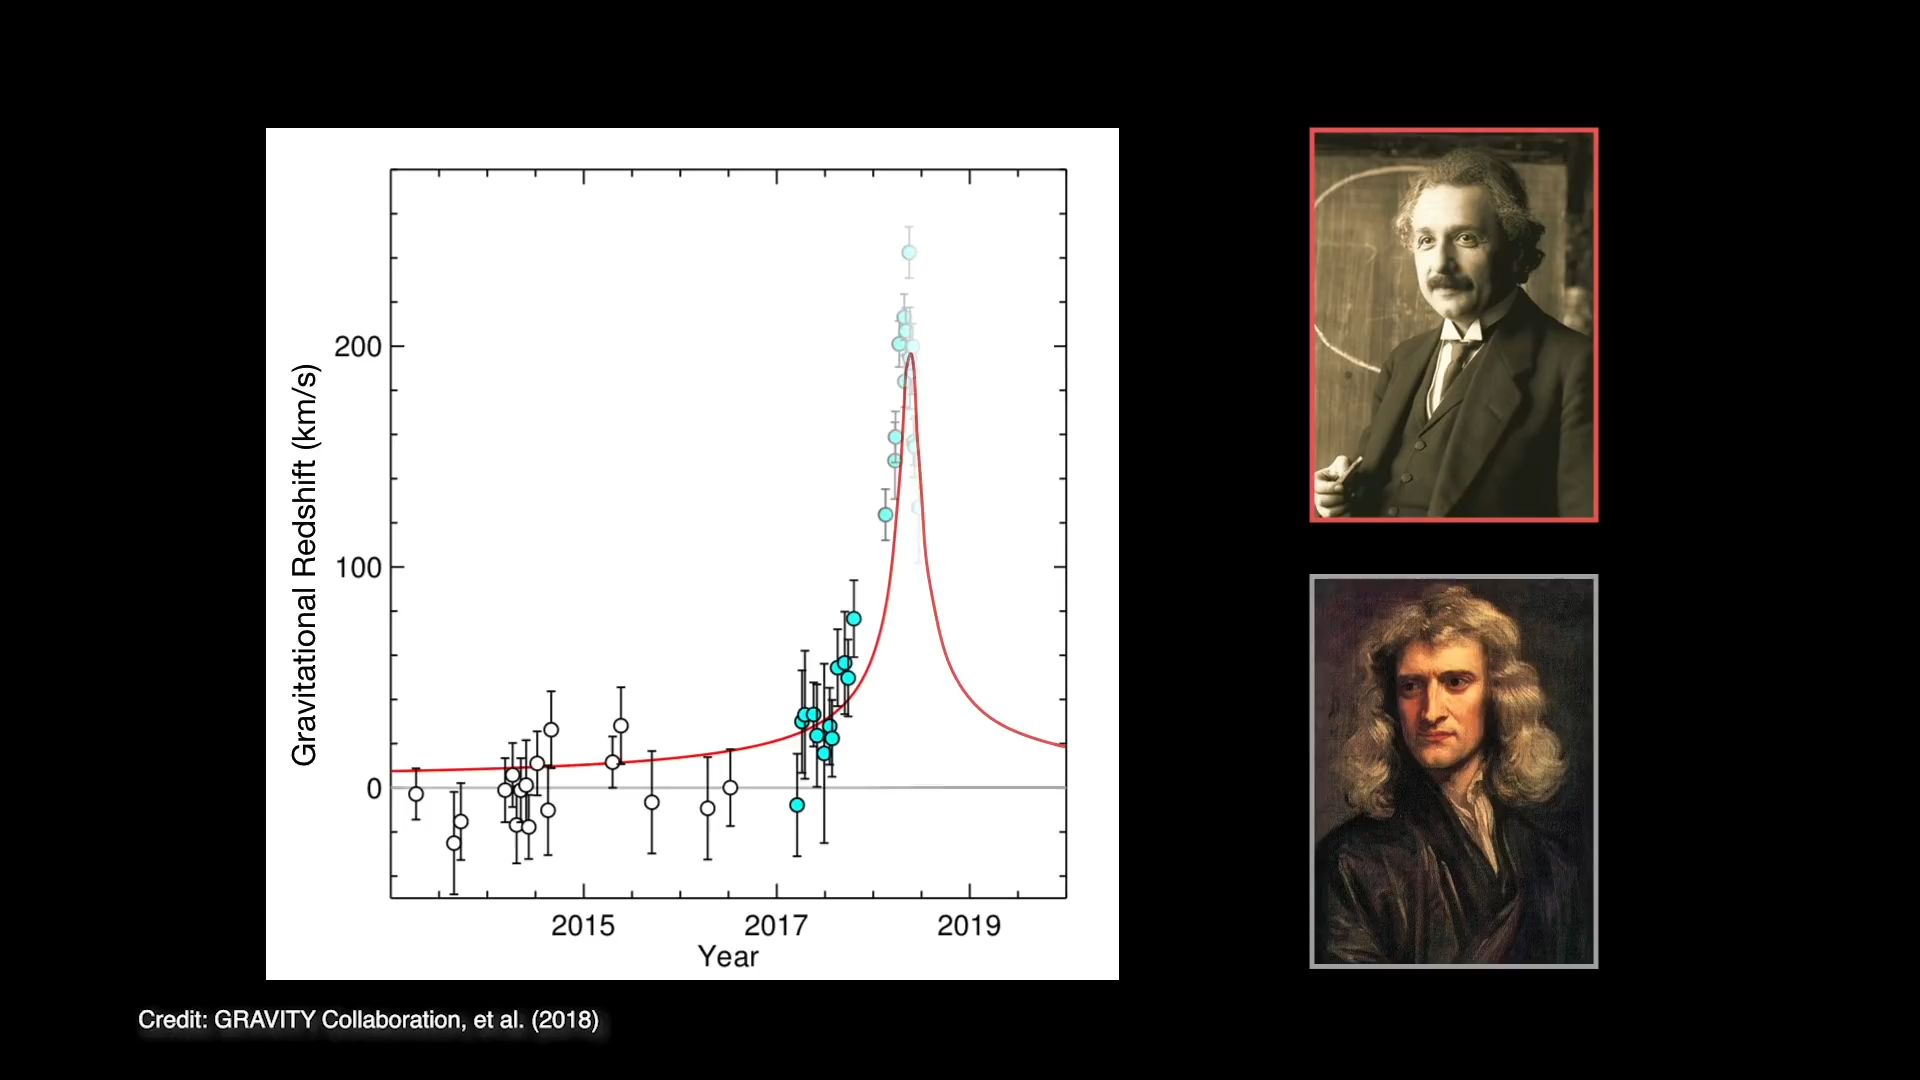 Gravitational Redshift (km/s)
200
100
0
2015 2017 2019
Year
Credit: GRAVITY Collaboration, et al. (2018)